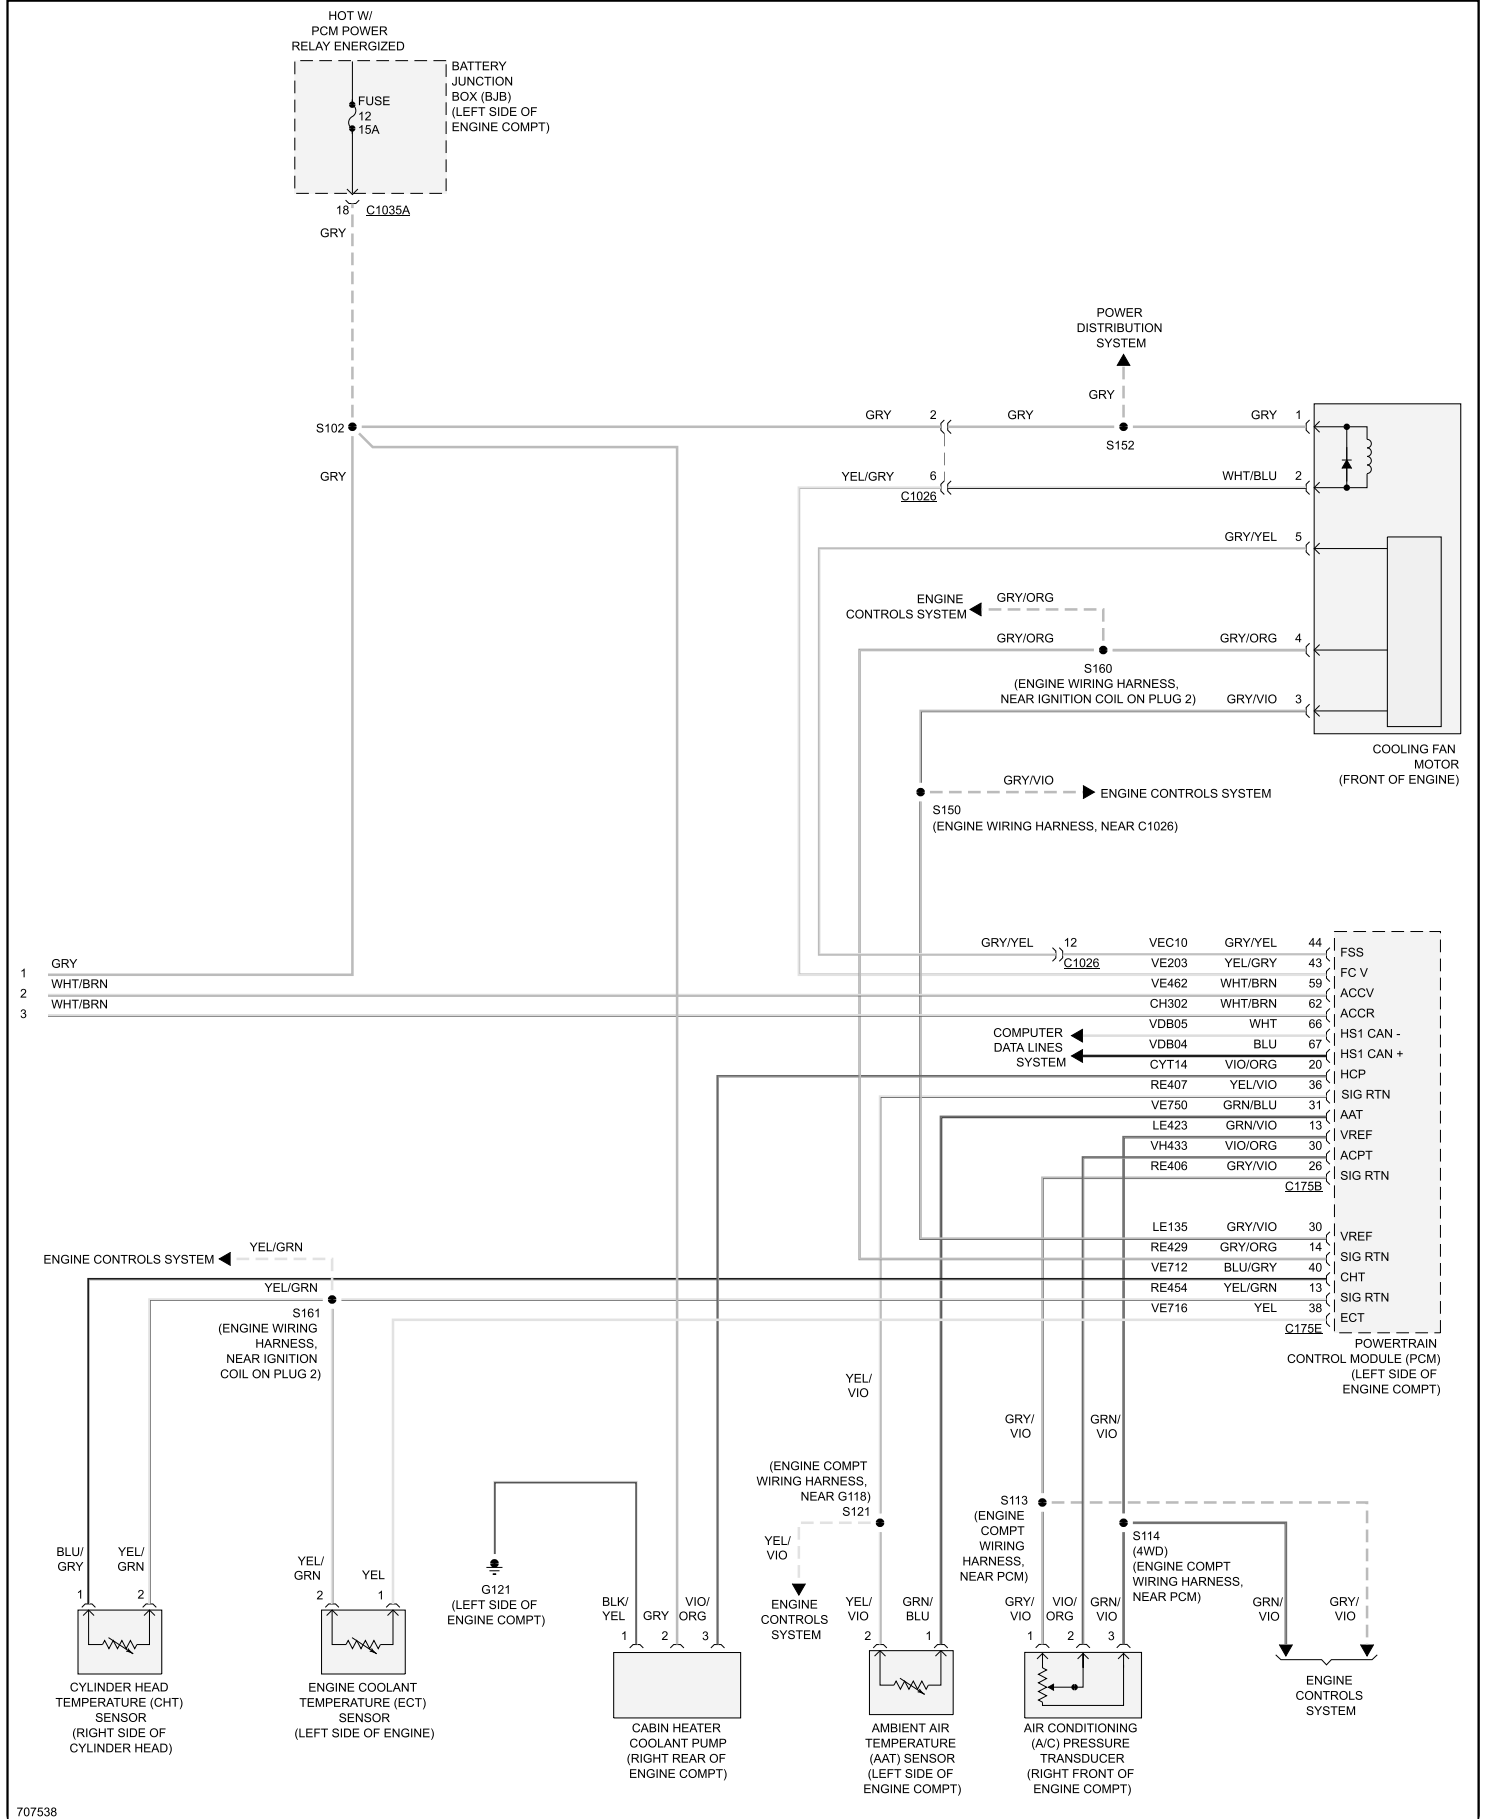 HOT W/
PCM POWER
RELAY ENERGIZED
BATTERY
JUNCTION
BOX (BJB)
(LEFT SIDE OF
ENGINE COMPT)
FUSE
12
15A
18 C1035A
GRY
POWER
DISTRIBUTION
SYSTEM
GRY
S102
GRY 2 GRY GRY 1
S152
GRY
YEL/GRY 6 WHT/BLU 2
C1026
GRY/YEL 5
ENGINE
CONTROLS SYSTEM
GRY/ORG
GRY/ORG GRY/ORG 4
S160
(ENGINE WIRING HARNESS,
NEAR IGNITION COIL ON PLUG 2)
GRY/VIO 3
COOLING FAN
MOTOR
(FRONT OF ENGINE)
GRY/VIO
ENGINE CONTROLS SYSTEM
S150
(ENGINE WIRING HARNESS, NEAR C1026)
1 GRY
2 WHT/BRN
3 WHT/BRN
GRY/YEL 12 VEC10 GRY/YEL 44 FSS
C1026 VE203 YEL/GRY 43 FC V
VE462 WHT/BRN 59 ACCV
CH302 WHT/BRN 62 ACCR
COMPUTER
DATA LINES
SYSTEM
VDB05 WHT 66 HS1 CAN -
VDB04 BLU 67 HS1 CAN +
CYT14 VIO/ORG 20 HCP
RE407 YEL/VIO 36 SIG RTN
VE750 GRN/BLU 31 AAT
LE423 GRN/VIO 13 VREF
VH433 VIO/ORG 30 ACPT
RE406 GRY/VIO 26 SIG RTN
C175B
LE135 GRY/VIO 30 VREF
RE429 GRY/ORG 14 SIG RTN
VE712 BLU/GRY 40 CHT
RE454 YEL/GRN 13 SIG RTN
VE716 YEL 38 ECT
C175E
POWERTRAIN
CONTROL MODULE (PCM)
(LEFT SIDE OF
ENGINE COMPT)
ENGINE CONTROLS SYSTEM
YEL/GRN
YEL/GRN
S161
(ENGINE WIRING
HARNESS,
NEAR IGNITION
COIL ON PLUG 2)
YEL/
VIO
GRY/
VIO
GRN/
VIO
(ENGINE COMPT
WIRING HARNESS,
NEAR G118)
S121
YEL/
VIO
ENGINE
CONTROLS
SYSTEM
S113
(ENGINE
COMPT
WIRING
HARNESS,
NEAR PCM)
S114
(4WD)
(ENGINE COMPT
WIRING HARNESS,
NEAR PCM)
GRN/
VIO
GRY/
VIO
ENGINE
CONTROLS
SYSTEM
BLU/
GRY
1
YEL/
GRN
2
CYLINDER HEAD
TEMPERATURE (CHT)
SENSOR
(RIGHT SIDE OF
CYLINDER HEAD)
YEL/
GRN
2
YEL
1
ENGINE COOLANT
TEMPERATURE (ECT)
SENSOR
(LEFT SIDE OF ENGINE)
G121
(LEFT SIDE OF
ENGINE COMPT)
BLK/
YEL
1
GRY
2
VIO/
ORG
3
CABIN HEATER
COOLANT PUMP
(RIGHT REAR OF
ENGINE COMPT)
YEL/
VIO
2
GRN/
BLU
1
AMBIENT AIR
TEMPERATURE
(AAT) SENSOR
(LEFT SIDE OF
ENGINE COMPT)
GRY/
VIO
1
VIO/
ORG
2
GRN/
VIO
3
AIR CONDITIONING
(A/C) PRESSURE
TRANSDUCER
(RIGHT FRONT OF
ENGINE COMPT)
707538